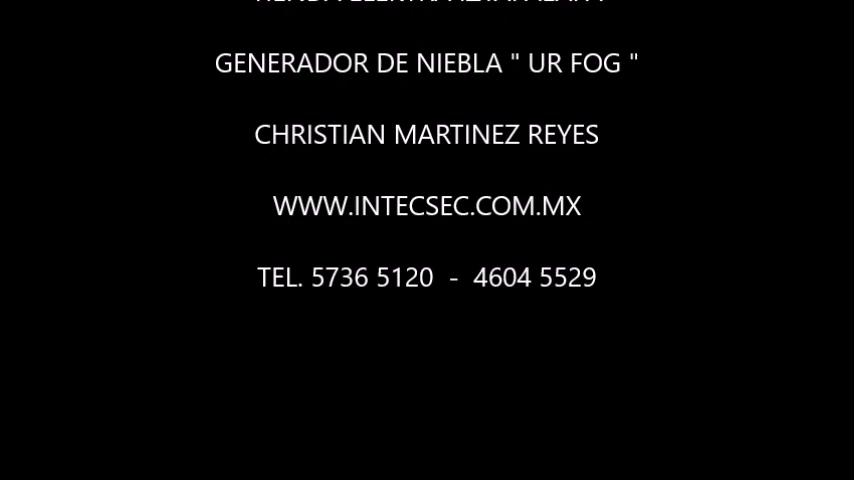 GENERADOR DE NIEBLA " UR FOG "
CHRISTIAN MARTINEZ REYES
WWW.INTECSEC.COM.MX
TEL. 5736 5120 - 4604 5529